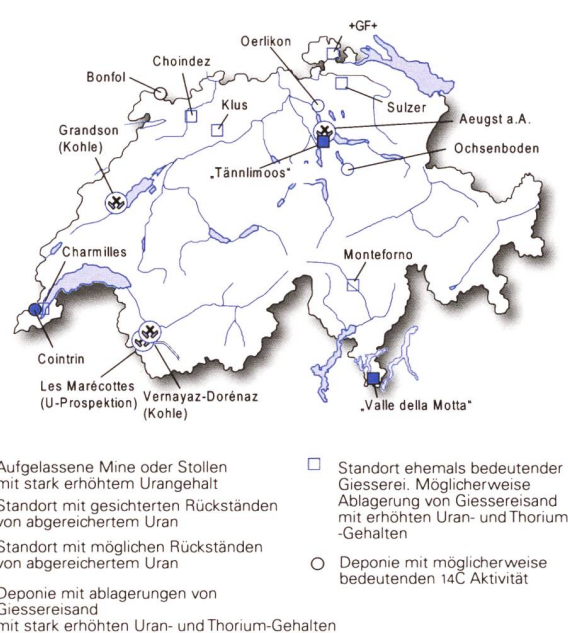 +GF+
Oerlikon
Choindez
Bonfol
Klus
Sulzer
Grandson
(Kohle)
Aeugst a.A.
Ochsenboden
„Tännlimoos"
Charmilles
Monteforno
Cointrin
Les Marécottes
(U-Prospektion)
Vernayaz-Dorénaz
(Kohle)
„Valle della Motta"
Aufgelassene Mine oder Stollen
mit stark erhöhtem Urangehalt
Standort mit gesichterten Rückständen
von abgereichertem Uran
Standort mit möglichen Rückständen
von abgereichertem Uran
Deponie mit ablagerungen von
Giessereisand
mit stark erhöhten Uran- und Thorium-Gehalten
Standort ehemals bedeutender
Giesserei. Möglicherweise
Ablagerung von Giessereisand
mit erhöhten Uran- und Thorium
-Gehalten
Deponie mit möglicherweise
bedeutenden 14C Aktivität